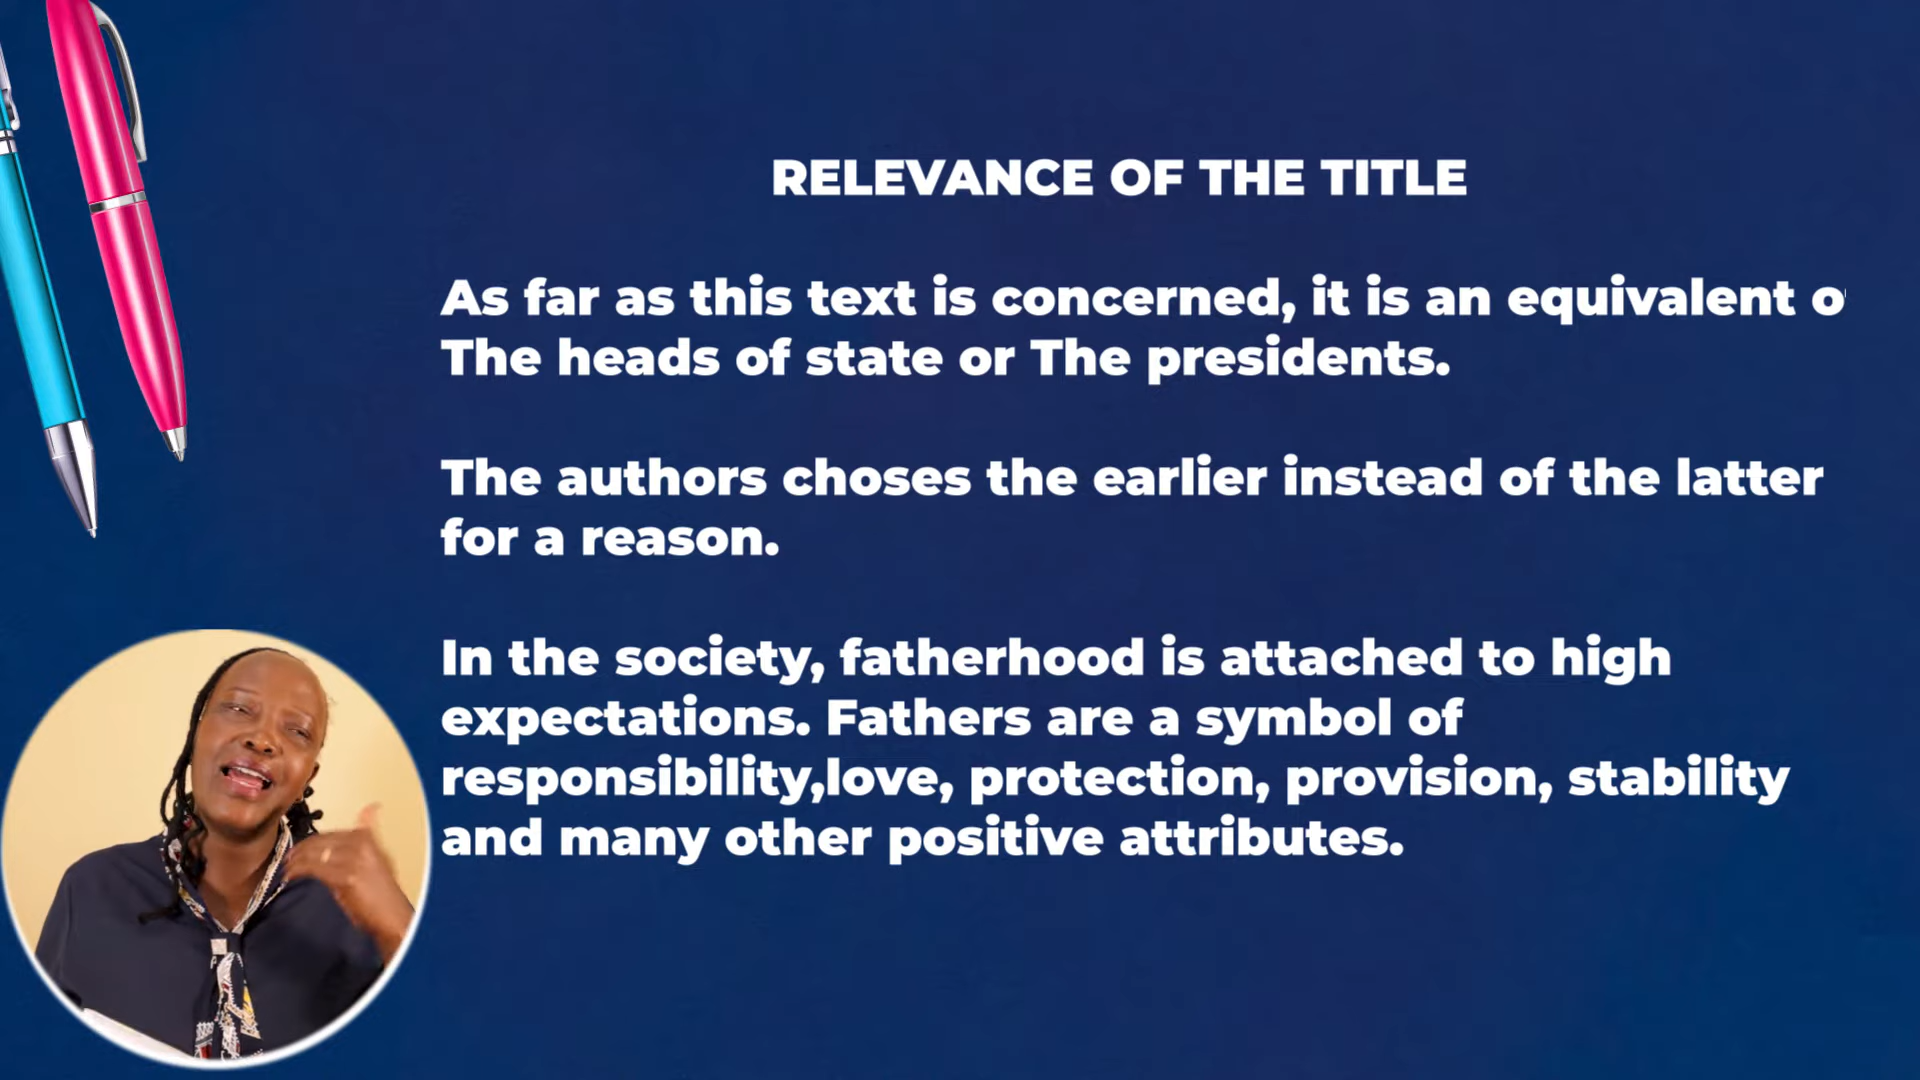 RELEVANCE OF THE TITLE
As far as this text is concerned, it is an equivalent
The heads of state or The presidents.
The authors choses the earlier instead of the latter
for a reason.
In the society, fatherhood is attached to high
expectations. Fathers are a symbol of
responsibility,love, protection, provision, stability
and many other positive attributes.